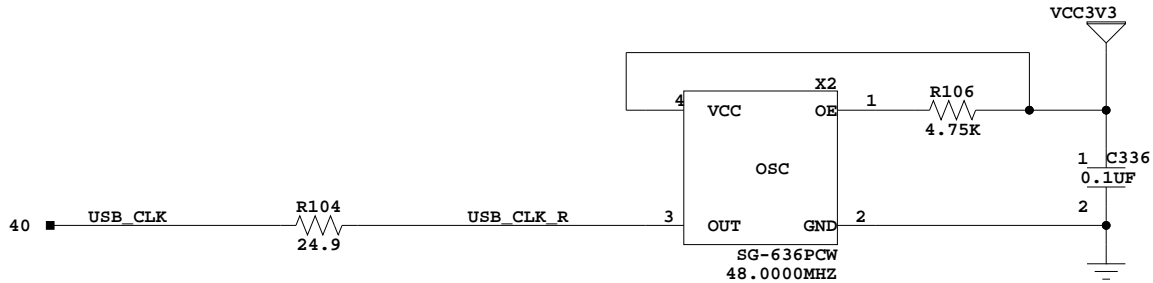 VCC3V3
X2
R106
4 VCC OE 1
4.75K
1 C336
OSC
0.1UF
R104
40 USB_CLK USB_CLK_R 3 OUT GND 2 2
24.9
SG-636PCW
48.0000MHZ